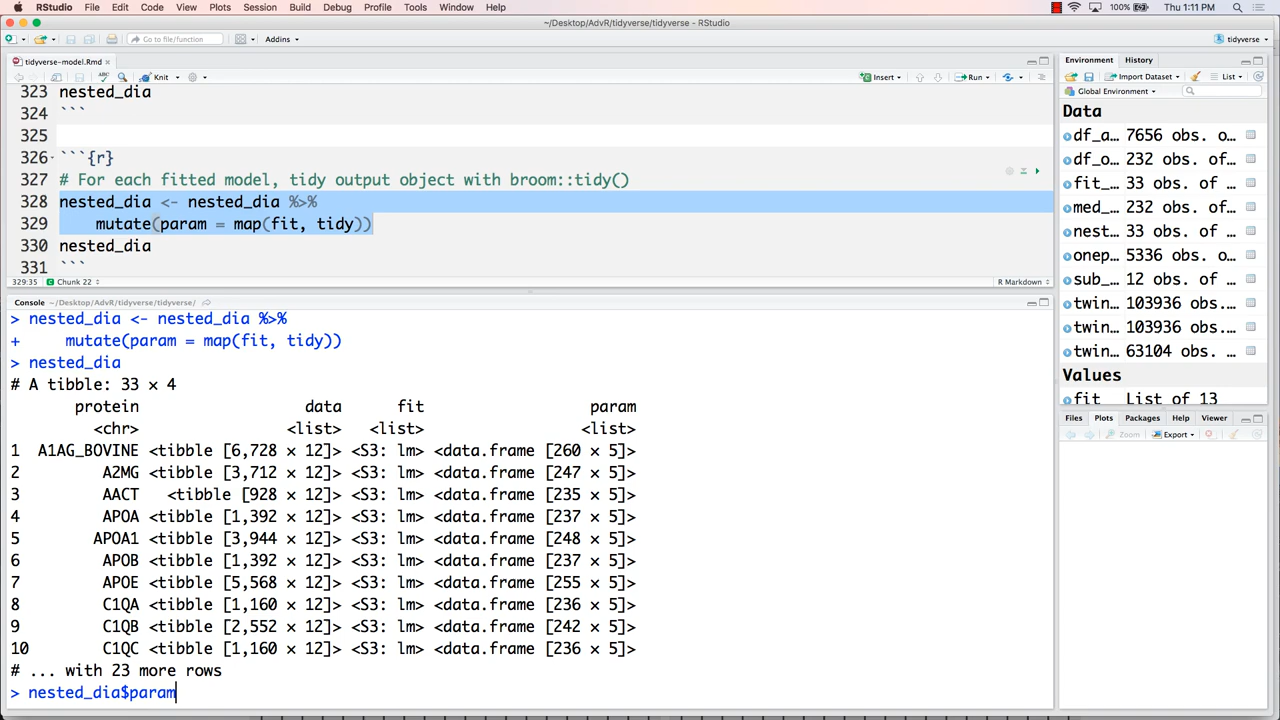 RStudio File Edit Code View Plots Session Build Debug Profile Tools Window Help 100% Thu 1:11 PM
~/Desktop/AdvR/tidyverse/tidyverse - RStudio
Go to file/function Addins tidyverse
tidyverse-model.Rmd
Knit Insert Run
323 nested_dia
324 ```
325
326 ```{r}
327 # For each fitted model, tidy output object with broom::tidy()
328 nested_dia <- nested_dia %>%
329 mutate(param = map(fit, tidy))
330 nested_dia
331 ```
329:35 Chunk 22 R Markdown
Console ~/Desktop/AdvR/tidyverse/tidyverse/
> nested_dia <- nested_dia %>%
+ mutate(param = map(fit, tidy))
> nested_dia
# A tibble: 33 × 4
protein data fit param
<chr> <list> <list> <list>
1 A1AG_BOVINE <tibble [6,728 × 12]> <S3: lm> <data.frame [260 × 5]>
2 A2MG <tibble [3,712 × 12]> <S3: lm> <data.frame [247 × 5]>
3 AACT <tibble [928 × 12]> <S3: lm> <data.frame [235 × 5]>
4 APOA <tibble [1,392 × 12]> <S3: lm> <data.frame [237 × 5]>
5 APOA1 <tibble [3,944 × 12]> <S3: lm> <data.frame [248 × 5]>
6 APOB <tibble [1,392 × 12]> <S3: lm> <data.frame [237 × 5]>
7 APOE <tibble [5,568 × 12]> <S3: lm> <data.frame [255 × 5]>
8 C1QA <tibble [1,160 × 12]> <S3: lm> <data.frame [236 × 5]>
9 C1QB <tibble [2,552 × 12]> <S3: lm> <data.frame [242 × 5]>
10 C1QC <tibble [1,160 × 12]> <S3: lm> <data.frame [236 × 5]>
# ... with 23 more rows
> nested_dia$param
Environment History
Import Dataset List
Global Environment
Data
df_a… 7656 obs. o…
df_o… 232 obs. of…
fit_… 33 obs. of …
med_… 232 obs. of…
nest… 33 obs. of …
onep… 5336 obs. o…
sub_… 12 obs. of …
twin… 103936 obs.…
twin… 103936 obs.…
twin… 63104 obs. …
Values
fit List of 13
Files Plots Packages Help Viewer
Zoom Export